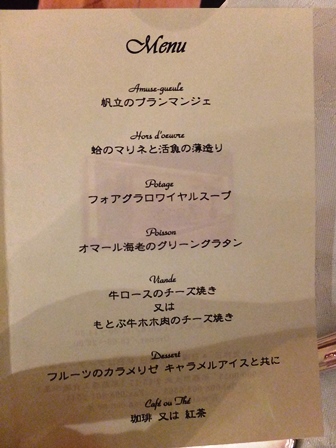 Menu
Amuse-gueule
帆立のブランマンジェ
Hors d'oeuvre
蛤のマリネと活魚の薄造り
Potage
フォアグラロワイヤルスープ
Poisson
オマール海老のグリーングラタン
Viande
牛ロースのチーズ焼き
又は
もとぶ牛ホホ肉のチーズ焼き
Dessert
フルーツのカラメリゼ キャラメルアイスと共に
Café ou Thé
珈琲 又は 紅茶